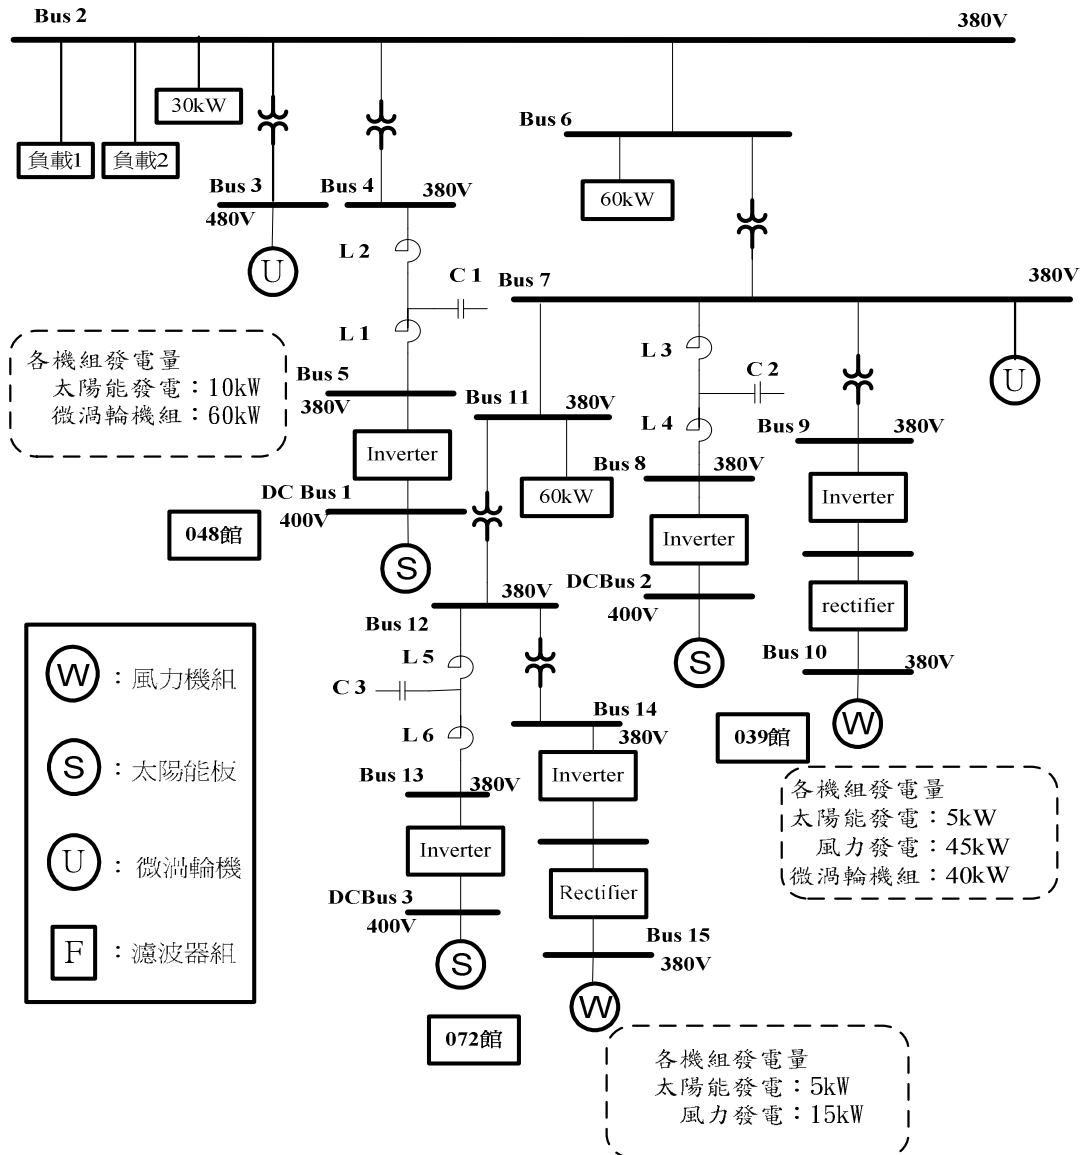 Bus 2
380V
30kW
負載1
負載2
Bus 6
60kW
Bus 3
480V
U
Bus 4
380V
L 2
C 1
L 1
Bus 7
380V
各機組發電量
太陽能發電：10kW
微渦輪機組：60kW
Bus 5
380V
Inverter
DC Bus 1
400V
S
048館
Bus 11
380V
60kW
L 3
C 2
L 4
Bus 8
380V
Inverter
DCBus 2
400V
S
U
Bus 9
380V
Inverter
rectifier
Bus 10
380V
W
039館
各機組發電量
太陽能發電：5kW
風力發電：45kW
微渦輪機組：40kW
380V
Bus 12
L 5
C 3
L 6
Bus 13
380V
Inverter
DCBus 3
400V
S
Bus 14
380V
Inverter
Rectifier
Bus 15
380V
W
072館
各機組發電量
太陽能發電：5kW
風力發電：15kW
W：風力機組
S：太陽能板
U：微渦輪機
F：濾波器組